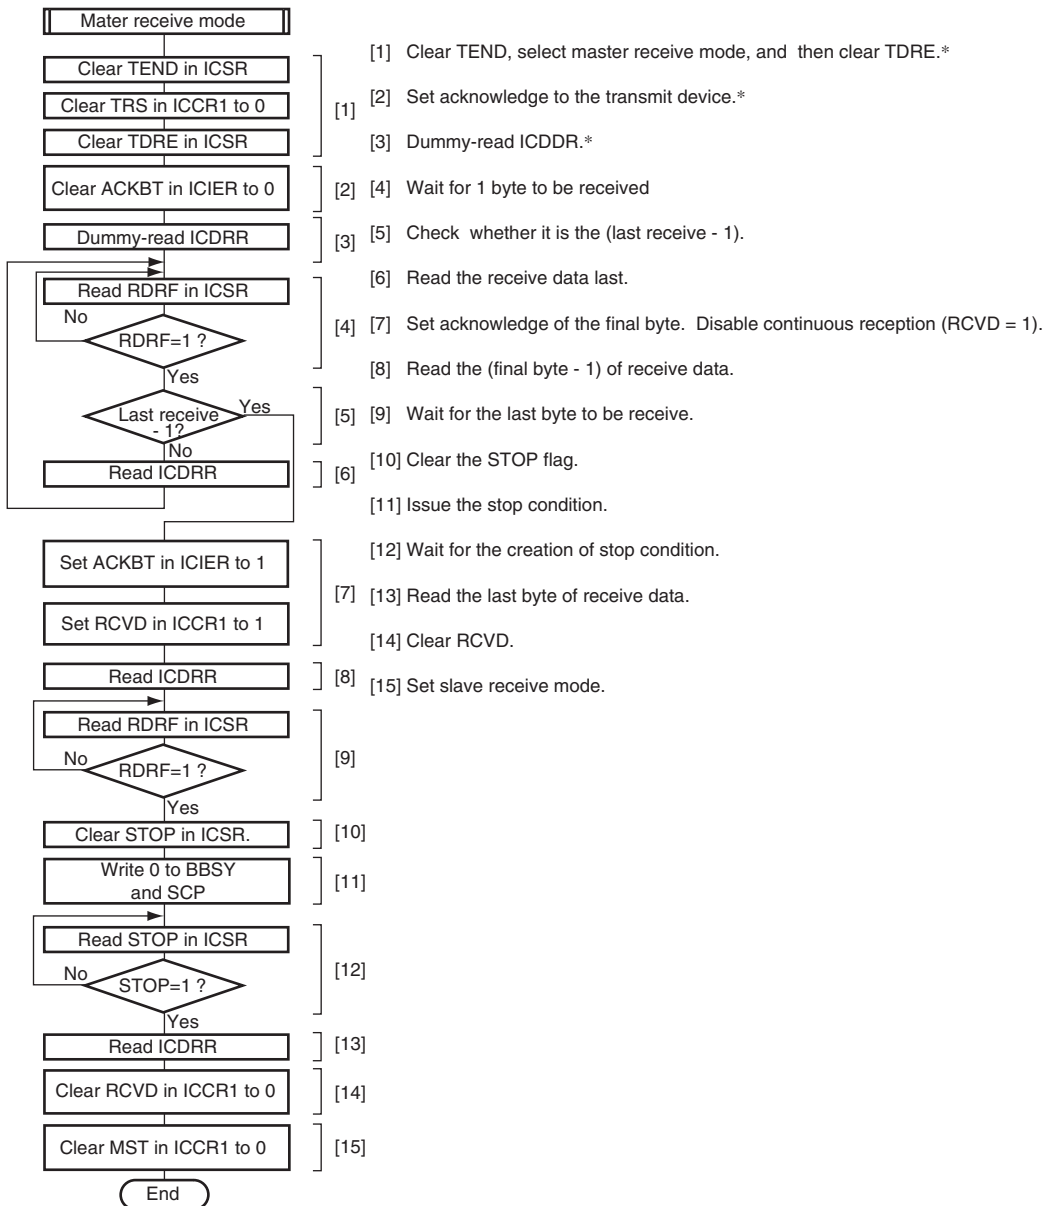 Mater receive mode
Clear TEND in ICSR
Clear TRS in ICCR1 to 0
Clear TDRE in ICSR
[1]
Clear ACKBT in ICIER to 0
[2]
Dummy-read ICDRR
[3]
Read RDRF in ICSR
No
RDRF=1 ?
[4]
Yes
Last receive
- 1?
Yes
[5]
No
Read ICDRR
[6]
Set ACKBT in ICIER to 1
[7]
Set RCVD in ICCR1 to 1
Read ICDRR
[8]
Read RDRF in ICSR
No
RDRF=1 ?
[9]
Yes
Clear STOP in ICSR.
[10]
Write 0 to BBSY
and SCP
[11]
Read STOP in ICSR
No
STOP=1 ?
[12]
Yes
Read ICDRR
[13]
Clear RCVD in ICCR1 to 0
[14]
Clear MST in ICCR1 to 0
[15]
End
[1] Clear TEND, select master receive mode, and then clear TDRE.*
[2] Set acknowledge to the transmit device.*
[3] Dummy-read ICDDR.*
[4] Wait for 1 byte to be received
[5] Check whether it is the (last receive - 1).
[6] Read the receive data last.
[7] Set acknowledge of the final byte. Disable continuous reception (RCVD = 1).
[8] Read the (final byte - 1) of receive data.
[9] Wait for the last byte to be receive.
[10] Clear the STOP flag.
[11] Issue the stop condition.
[12] Wait for the creation of stop condition.
[13] Read the last byte of receive data.
[14] Clear RCVD.
[15] Set slave receive mode.